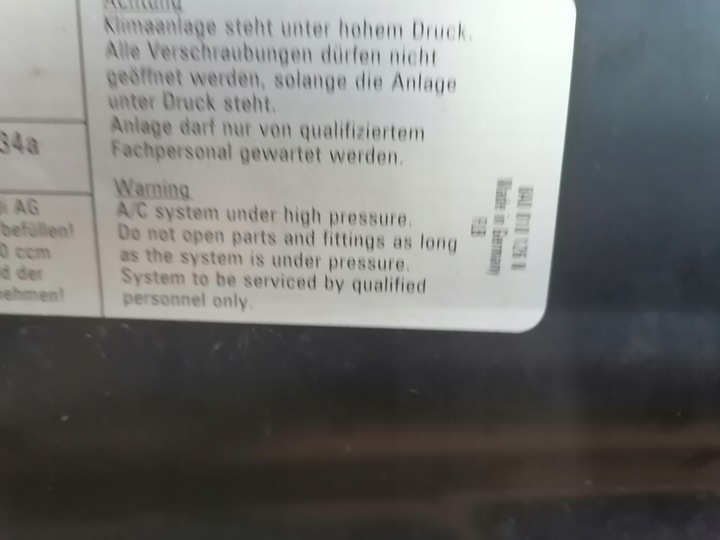 Achtung
Klimaanlage steht unter hohem Druck.
Alle Verschraubungen dürfen nicht
geöffnet werden, solange die Anlage
unter Druck steht.
Anlage darf nur von qualifiziertem
Fachpersonal gewartet werden.
Warning
A/C system under high pressure.
Do not open parts and fittings as long
as the system is under pressure.
System to be serviced by qualified
personnel only.
34a
AG
befüllen!
0 ccm
d der
nehmen!
Made in Germany